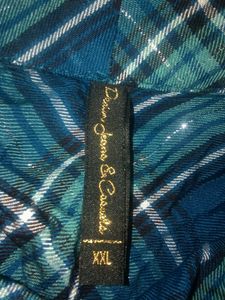 Denim, Jeans & Casuals
XXL